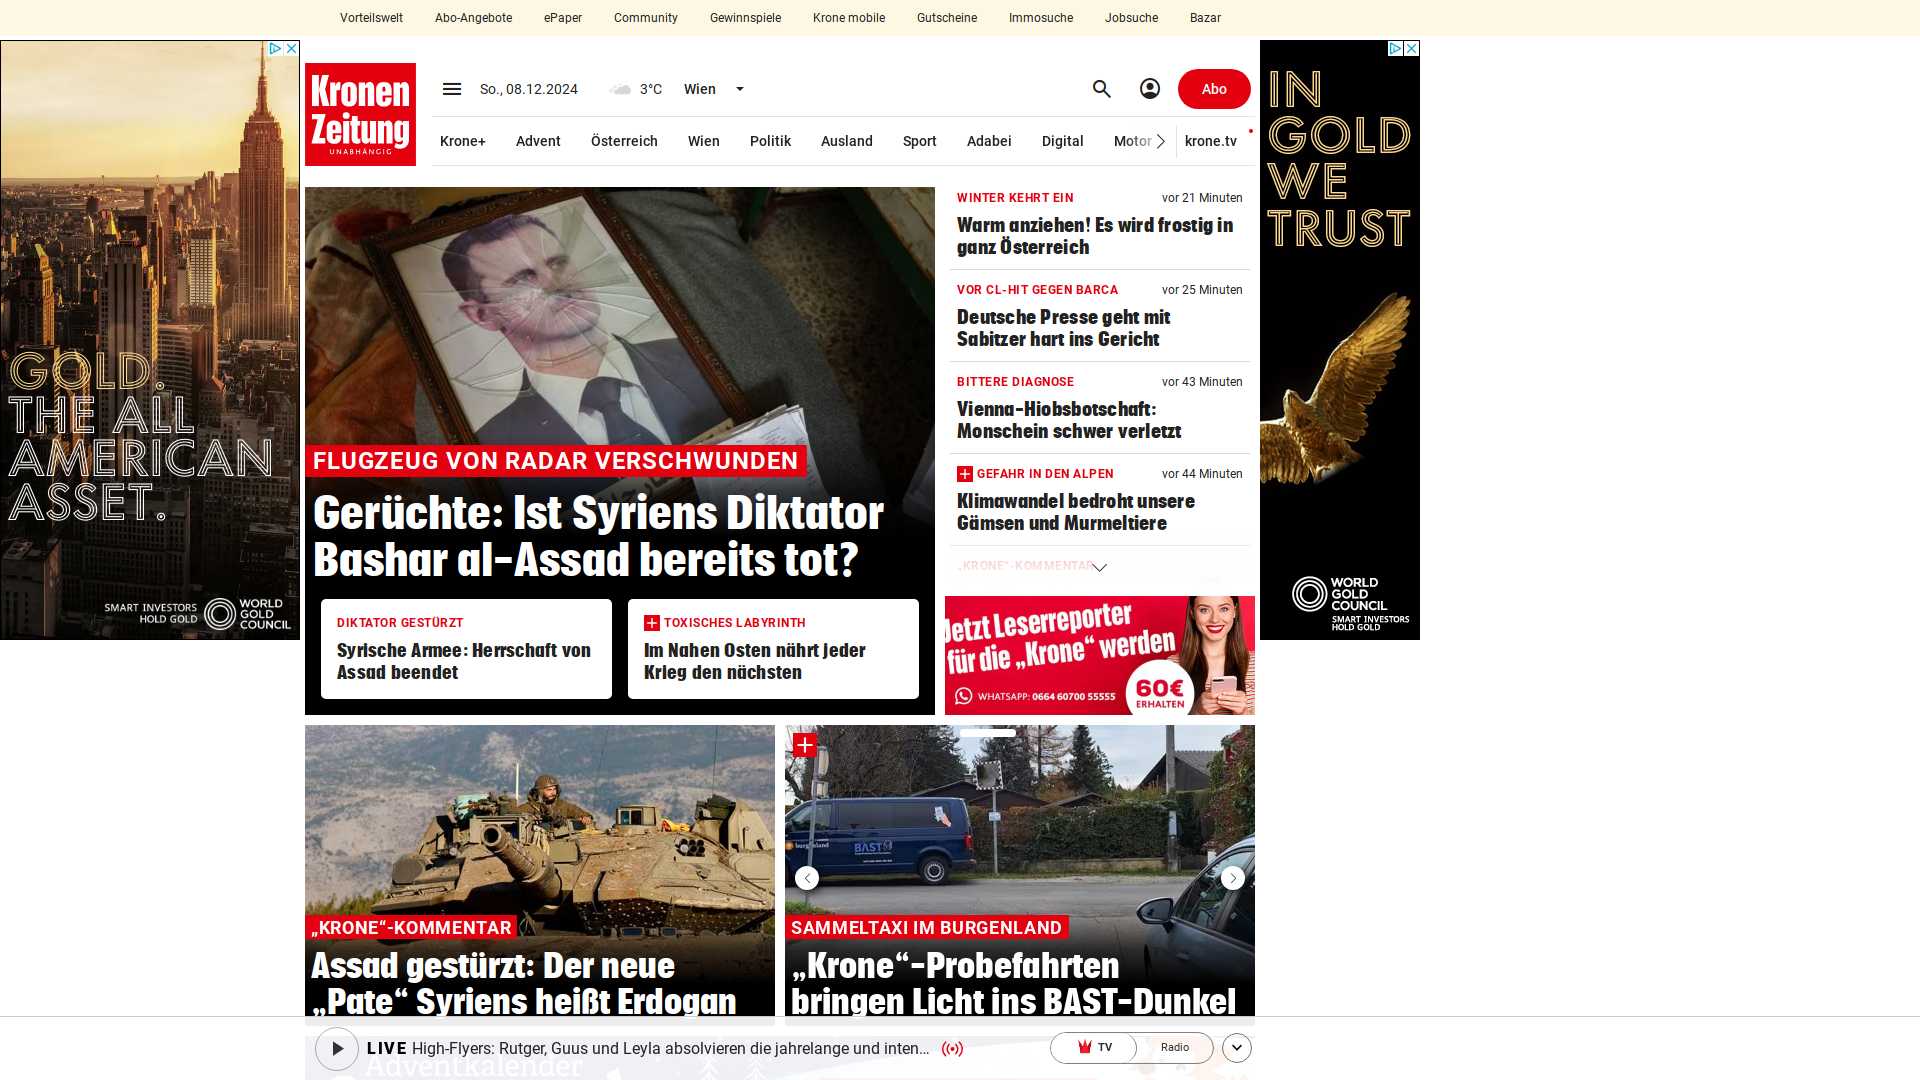 Vorteilswelt
Abo-Angebote
ePaper
Community
Gewinnspiele
Krone mobile
Gutscheine
Immosuche
Jobsuche
Bazar
GOLD.
THE ALL
AMERICAN
ASSET.
SMART INVESTORS
HOLD GOLD
WORLD
GOLD
COUNCIL
Kronen
Zeitung
UNABHÄNGIG
So., 08.12.2024
3°C
Wien
Abo
Krone+
Advent
Österreich
Wien
Politik
Ausland
Sport
Adabei
Digital
Motor
krone.tv
IN
GOLD
WE
TRUST
WORLD
GOLD
COUNCIL
SMART INVESTORS
HOLD GOLD
FLUGZEUG VON RADAR VERSCHWUNDEN
Gerüchte: Ist Syriens Diktator
Bashar al-Assad bereits tot?
DIKTATOR GESTÜRZT
Syrische Armee: Herrschaft von
Assad beendet
TOXISCHES LABYRINTH
Im Nahen Osten nährt jeder
Krieg den nächsten
WINTER KEHRT EIN
vor 21 Minuten
Warm anziehen! Es wird frostig in
ganz Österreich
VOR CL-HIT GEGEN BARCA
vor 25 Minuten
Deutsche Presse geht mit
Sabitzer hart ins Gericht
BITTERE DIAGNOSE
vor 43 Minuten
Vienna-Hiobsbotschaft:
Monschein schwer verletzt
GEFAHR IN DEN ALPEN
vor 44 Minuten
Klimawandel bedroht unsere
Gämsen und Murmeltiere
„KRONE“-KOMMENTAR
Jetzt Leserreporter
für die „Krone“ werden
WHATSAPP: 0664 60700 55555
60€
ERHALTEN
„KRONE“-KOMMENTAR
Assad gestürzt: Der neue
„Pate“ Syriens heißt Erdogan
burgenland
BAST
SAMMELTAXI IM BURGENLAND
„Krone“-Probefahrten
bringen Licht ins BAST-Dunkel
LIVE High-Flyers: Rutger, Guus und Leyla absolvieren die jahrelange und inten...
TV
Radio
Adventkalender